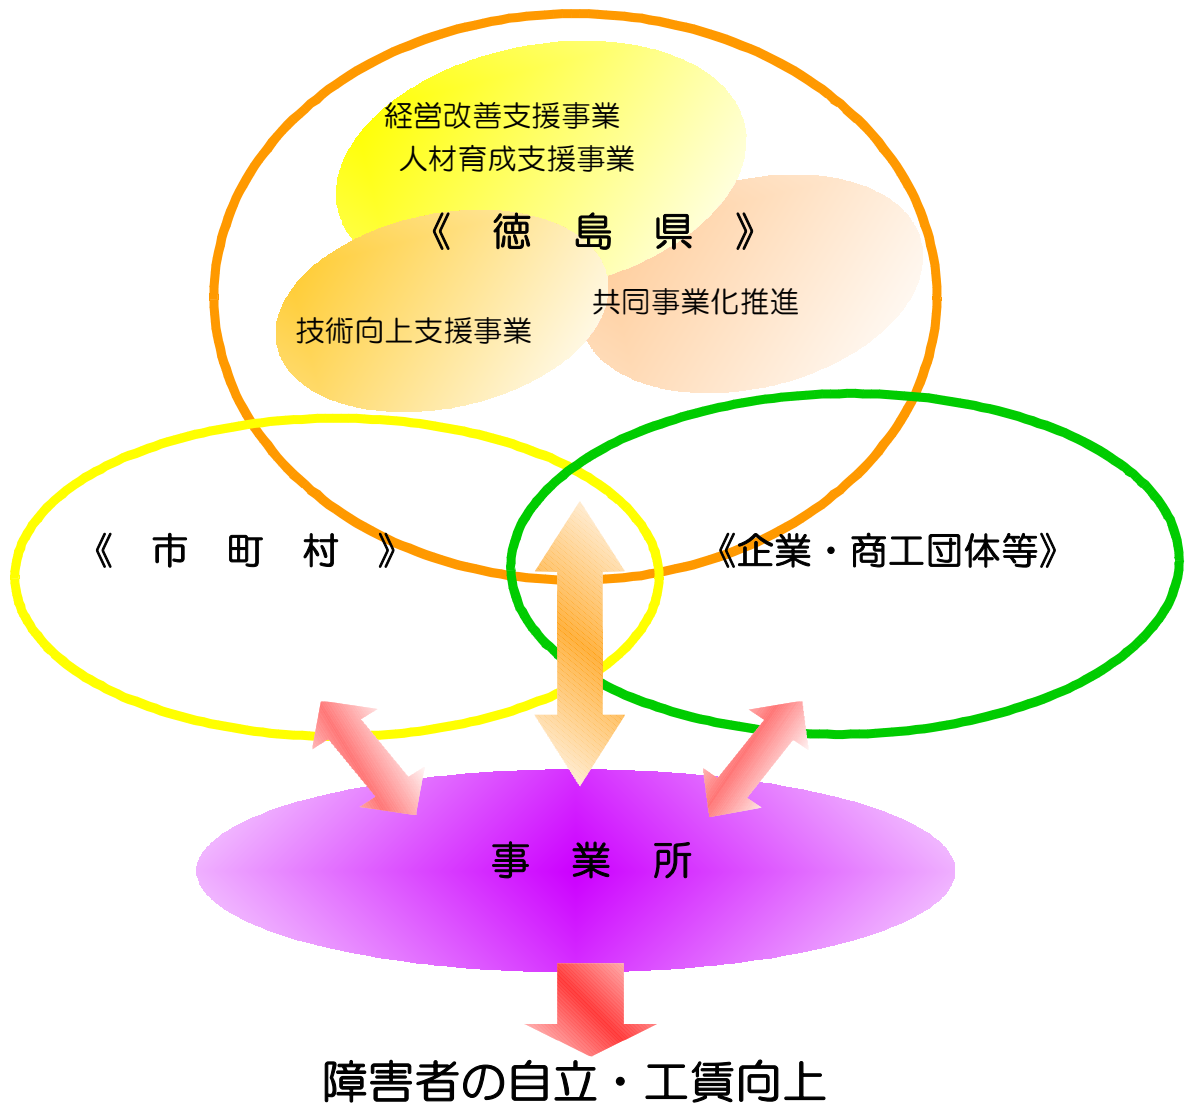 経営改善支援事業
人材育成支援事業
《　徳　島　県　》
共同事業化推進
技術向上支援事業
《　市　町　村　》
《企業・商工団体等》
事　業　所
障害者の自立・工賃向上